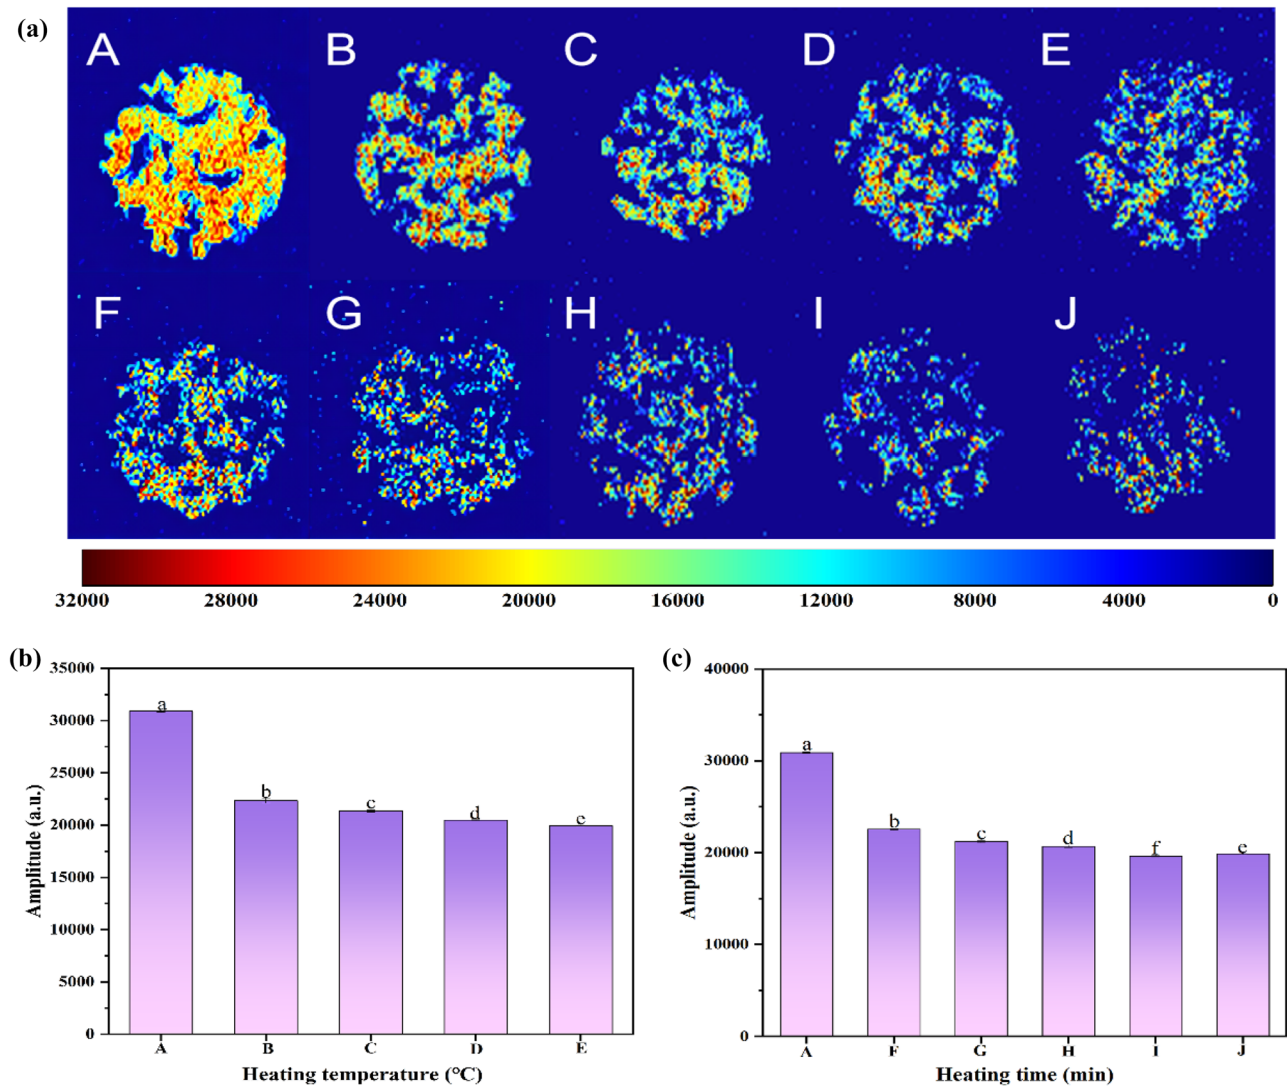 (a)
A B C D E
F G H I J
32000 28000 24000 20000 16000 12000 8000 4000 0
(b)
35000
30000
25000
20000
15000
10000
5000
0
Amplitude (a.u.)
a
b
c
d
e
A B C D E
Heating temperature (°C)
(c)
40000
30000
20000
10000
0
Amplitude (a.u.)
a
b
c
d
f
e
A F G H I J
Heating time (min)